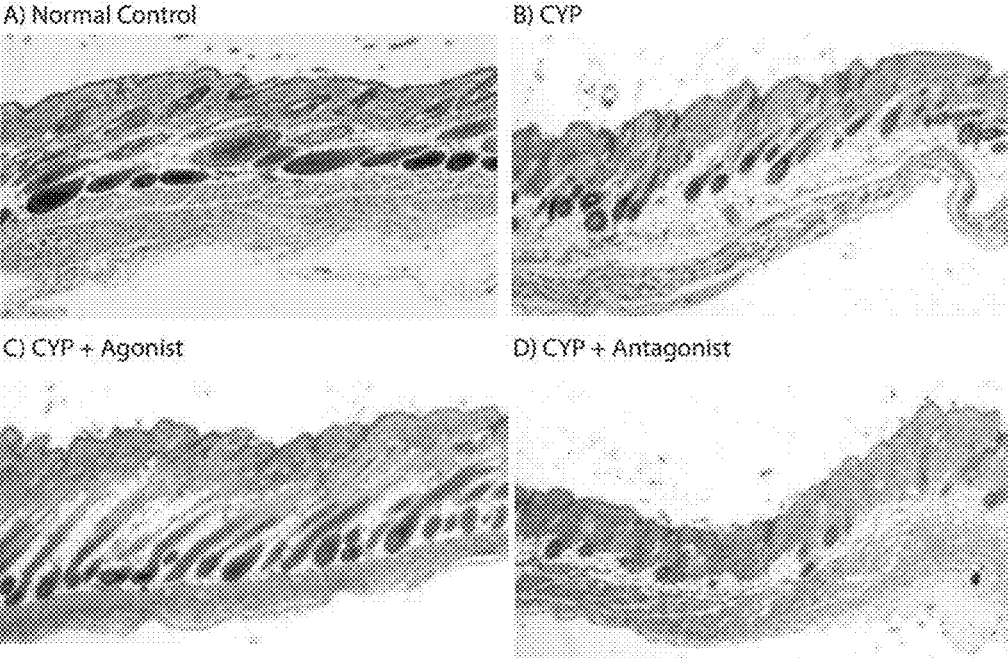 A) Normal Control
B) CYP
C) CYP + Agonist
D) CYP + Antagonist